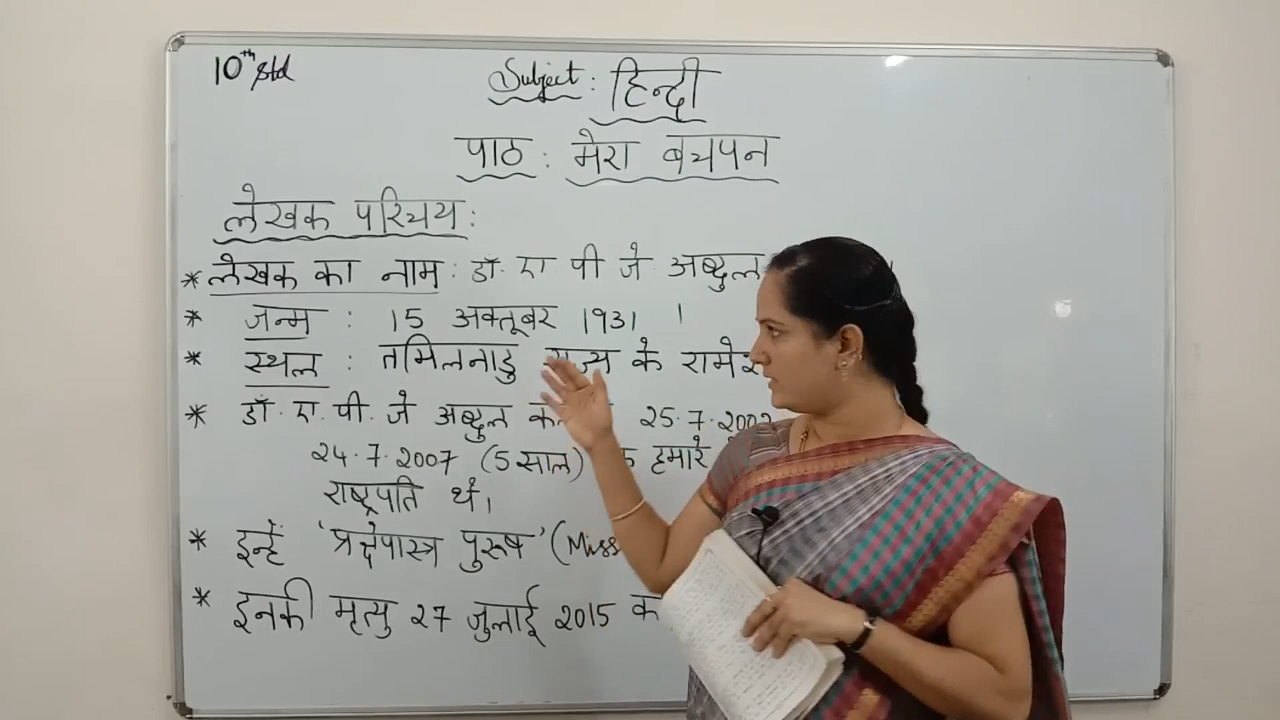 10th std
Subject: हिन्दी
पाठ : मेरा बचपन
लेखक परिचय:
* लेखक का नाम : डॉ. ए पी जे अब्दुल
* जन्म : 15 अक्तूबर 1931 ।
* स्थल : तमिलनाडु राज्य के
* डॉ. ए. पी. जे अब्दुल 25.7.2002
24.7.2007 (5 साल) हमारे
राष्ट्रपति थे।
* इन्हें 'प्रक्षेपास्त्र पुरूष' (
* इनकी मृत्यु 27 जुलाई 2015